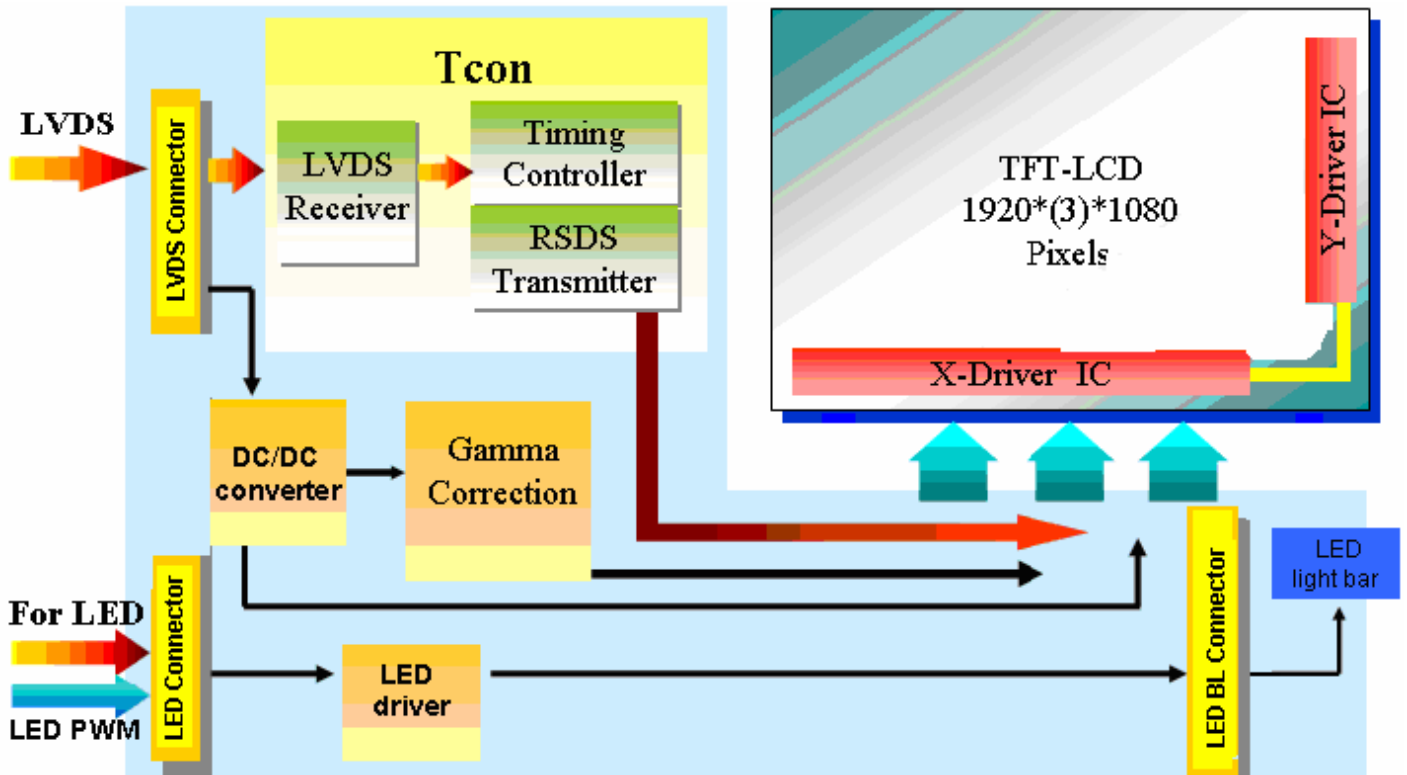 Tcon
LVDS
LVDS Connector
LVDS
Receiver
Timing
Controller
RSDS
Transmitter
TFT-LCD
1920*(3)*1080
Pixels
Y-Driver IC
X-Driver IC
DC/DC
converter
Gamma
Correction
For LED
LED PWM
LED Connector
LED
driver
LED BL Connector
LED
light bar